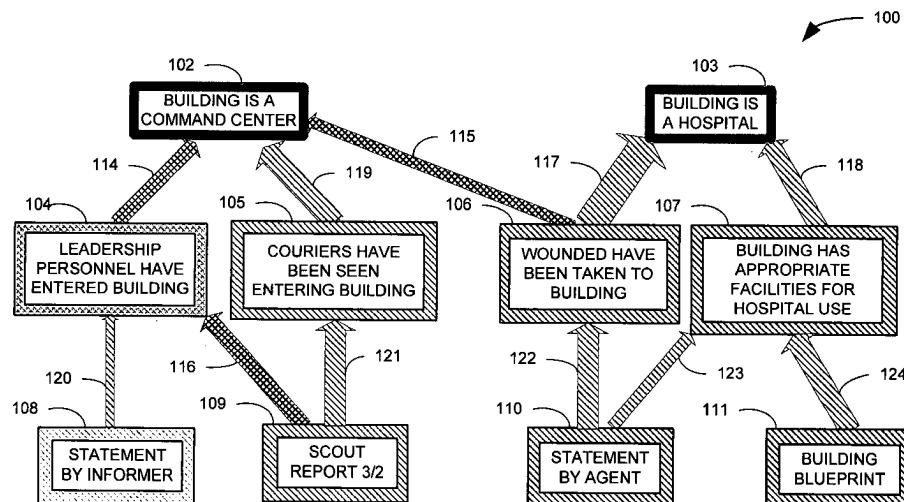 100
102
BUILDING IS A
COMMAND CENTER
103
BUILDING IS
A HOSPITAL
114
119
115
117
118
104
LEADERSHIP
PERSONNEL HAVE
ENTERED BUILDING
105
COURIERS HAVE
BEEN SEEN
ENTERING BUILDING
106
WOUNDED HAVE
BEEN TAKEN TO
BUILDING
107
BUILDING HAS
APPROPRIATE
FACILITIES FOR
HOSPITAL USE
120
116
121
122
123
124
108
STATEMENT
BY INFORMER
109
SCOUT
REPORT 3/2
110
STATEMENT
BY AGENT
111
BUILDING
BLUEPRINT